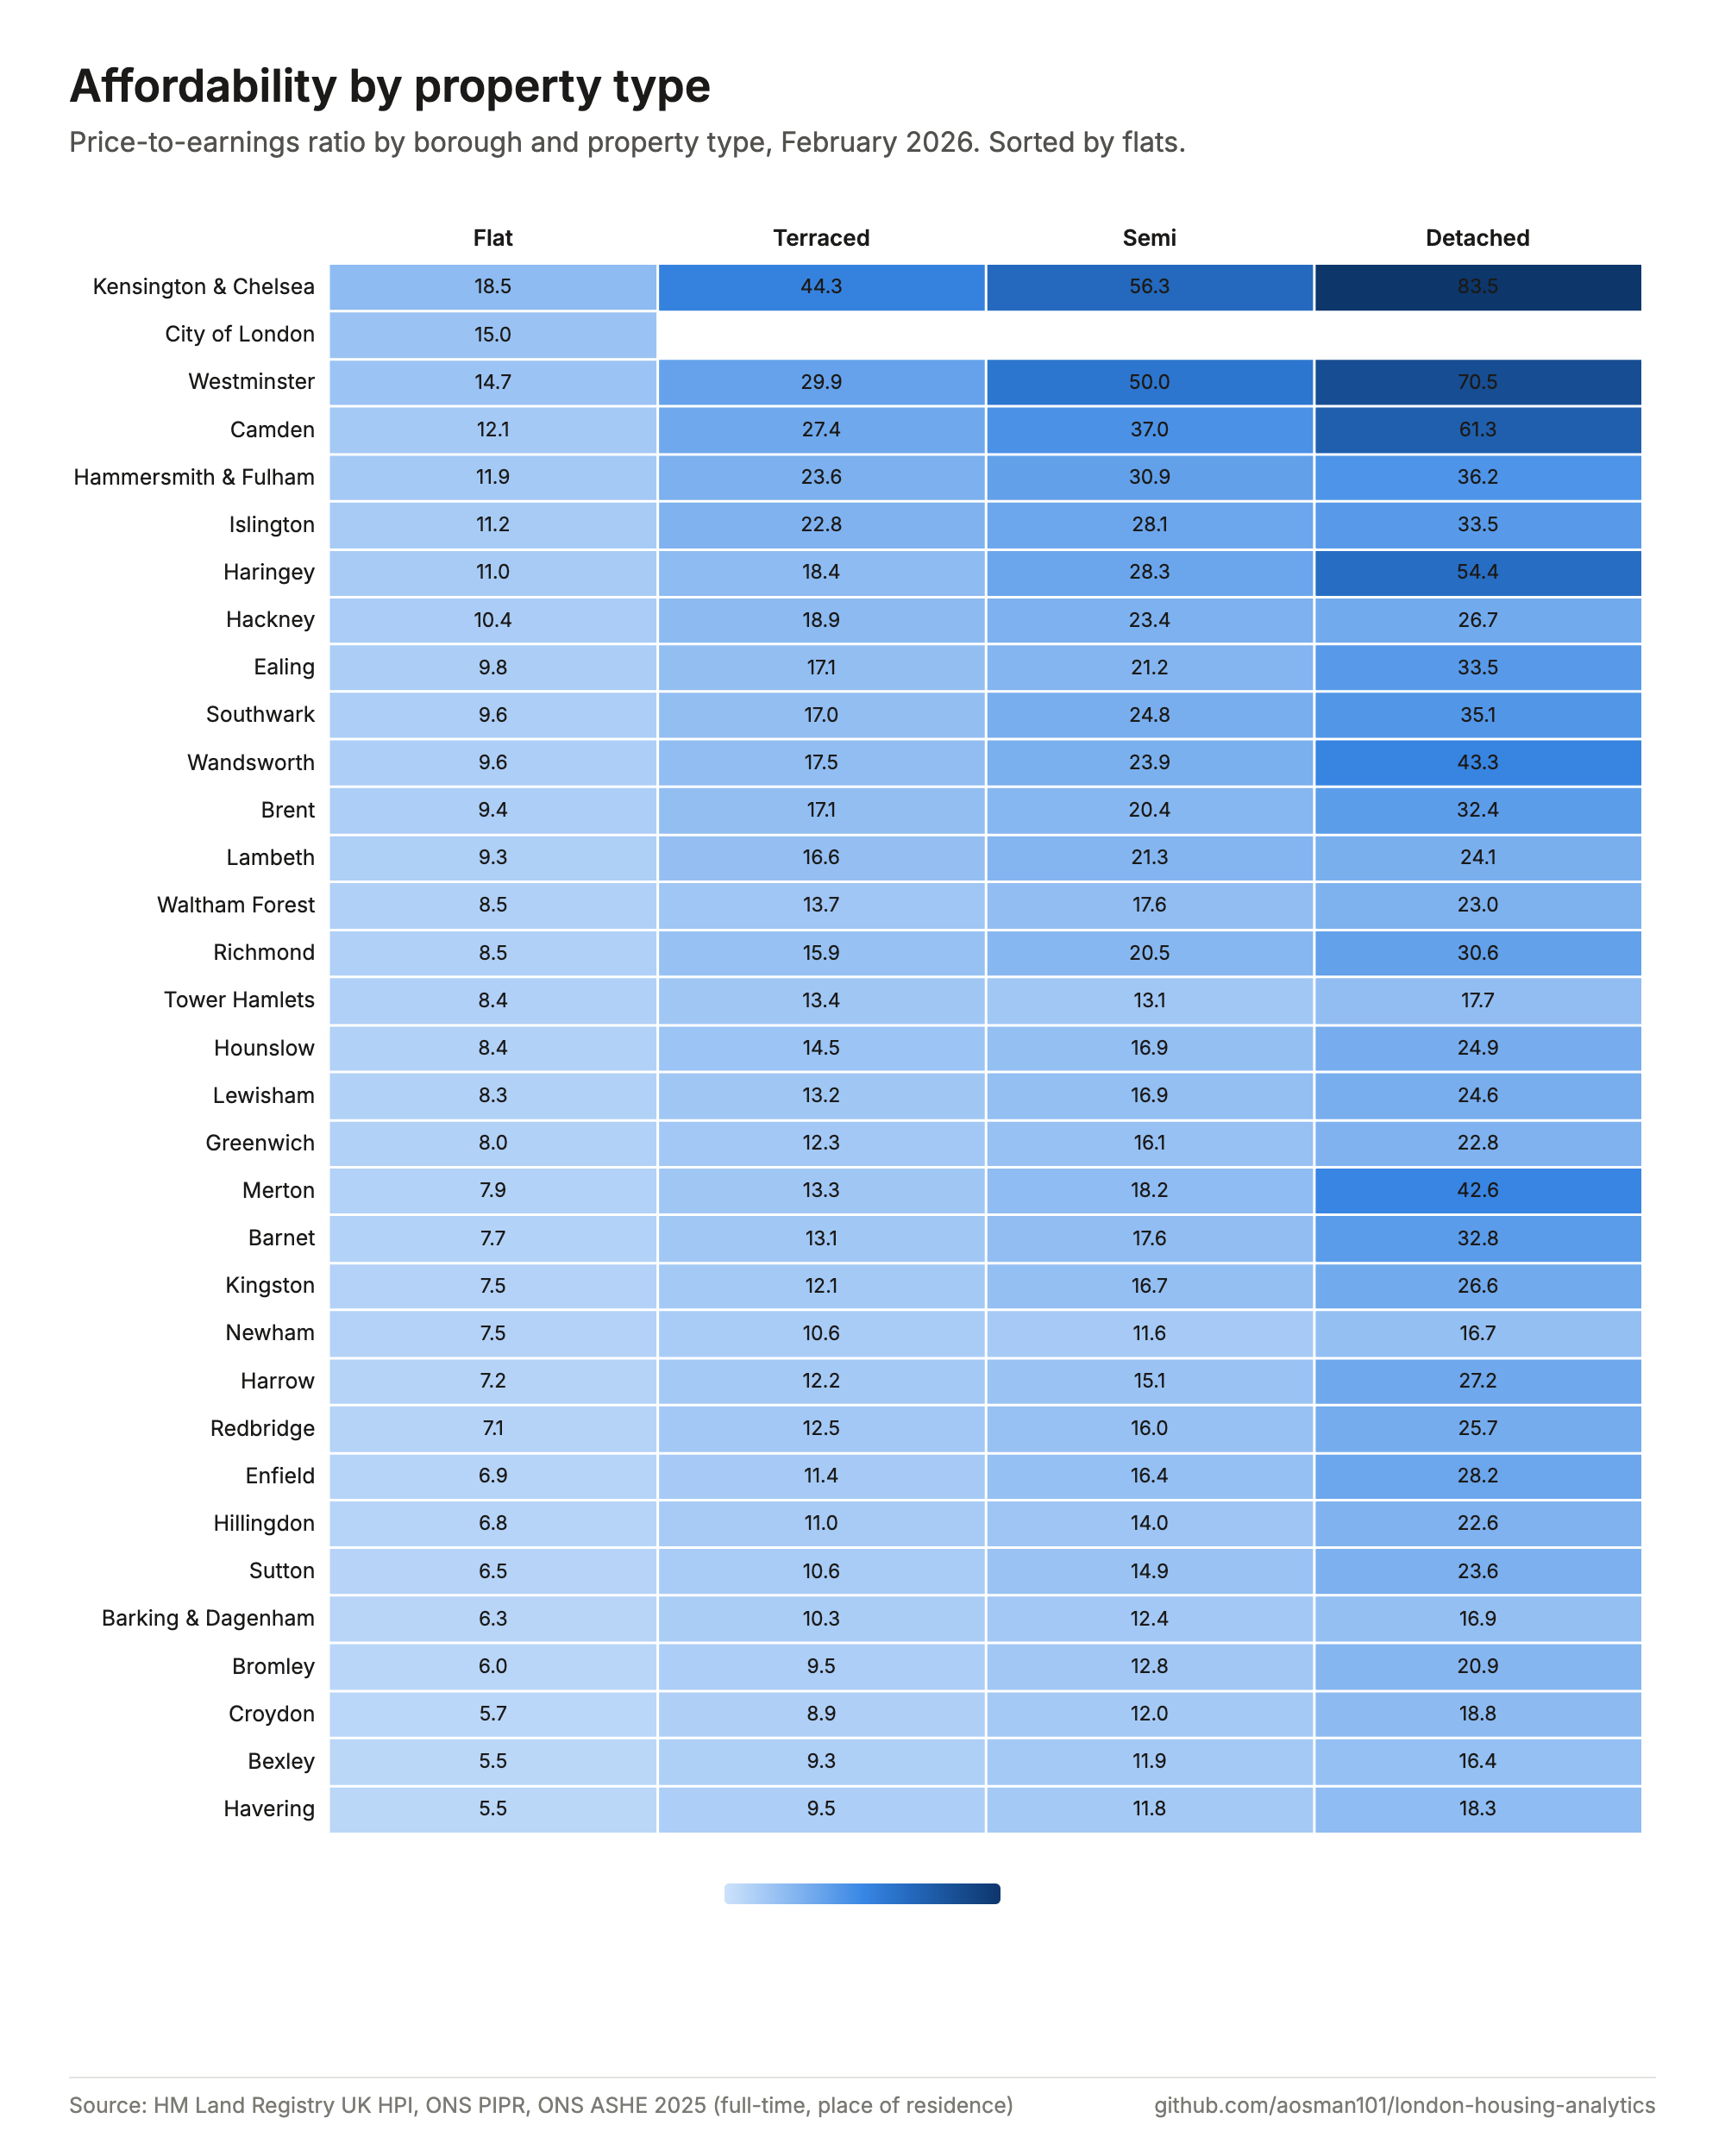 Affordability by property type
Price-to-earnings ratio by borough and property type, February 2026. Sorted by flats.
Flat Terraced Semi Detached
Kensington & Chelsea 18.5 44.3 56.3 83.5
City of London 15.0
Westminster 14.7 29.9 50.0 70.5
Camden 12.1 27.4 37.0 61.3
Hammersmith & Fulham 11.9 23.6 30.9 36.2
Islington 11.2 22.8 28.1 33.5
Haringey 11.0 18.4 28.3 54.4
Hackney 10.4 18.9 23.4 26.7
Ealing 9.8 17.1 21.2 33.5
Southwark 9.6 17.0 24.8 35.1
Wandsworth 9.6 17.5 23.9 43.3
Brent 9.4 17.1 20.4 32.4
Lambeth 9.3 16.6 21.3 24.1
Waltham Forest 8.5 13.7 17.6 23.0
Richmond 8.5 15.9 20.5 30.6
Tower Hamlets 8.4 13.4 13.1 17.7
Hounslow 8.4 14.5 16.9 24.9
Lewisham 8.3 13.2 16.9 24.6
Greenwich 8.0 12.3 16.1 22.8
Merton 7.9 13.3 18.2 42.6
Barnet 7.7 13.1 17.6 32.8
Kingston 7.5 12.1 16.7 26.6
Newham 7.5 10.6 11.6 16.7
Harrow 7.2 12.2 15.1 27.2
Redbridge 7.1 12.5 16.0 25.7
Enfield 6.9 11.4 16.4 28.2
Hillingdon 6.8 11.0 14.0 22.6
Sutton 6.5 10.6 14.9 23.6
Barking & Dagenham 6.3 10.3 12.4 16.9
Bromley 6.0 9.5 12.8 20.9
Croydon 5.7 8.9 12.0 18.8
Bexley 5.5 9.3 11.9 16.4
Havering 5.5 9.5 11.8 18.3
Source: HM Land Registry UK HPI, ONS PIPR, ONS ASHE 2025 (full-time, place of residence) github.com/aosman101/london-housing-analytics